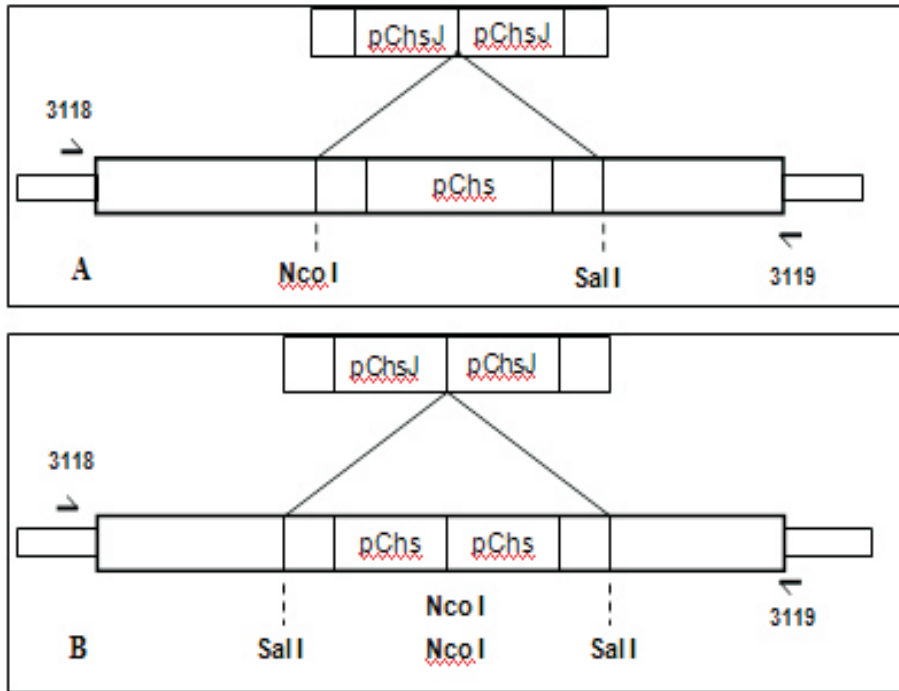 pChsJ pChsJ
3118
pChs
A NcoI SalI 3119
pChsJ pChsJ
3118
pChs pChs
NcoI 3119
B SalI NcoI SalI